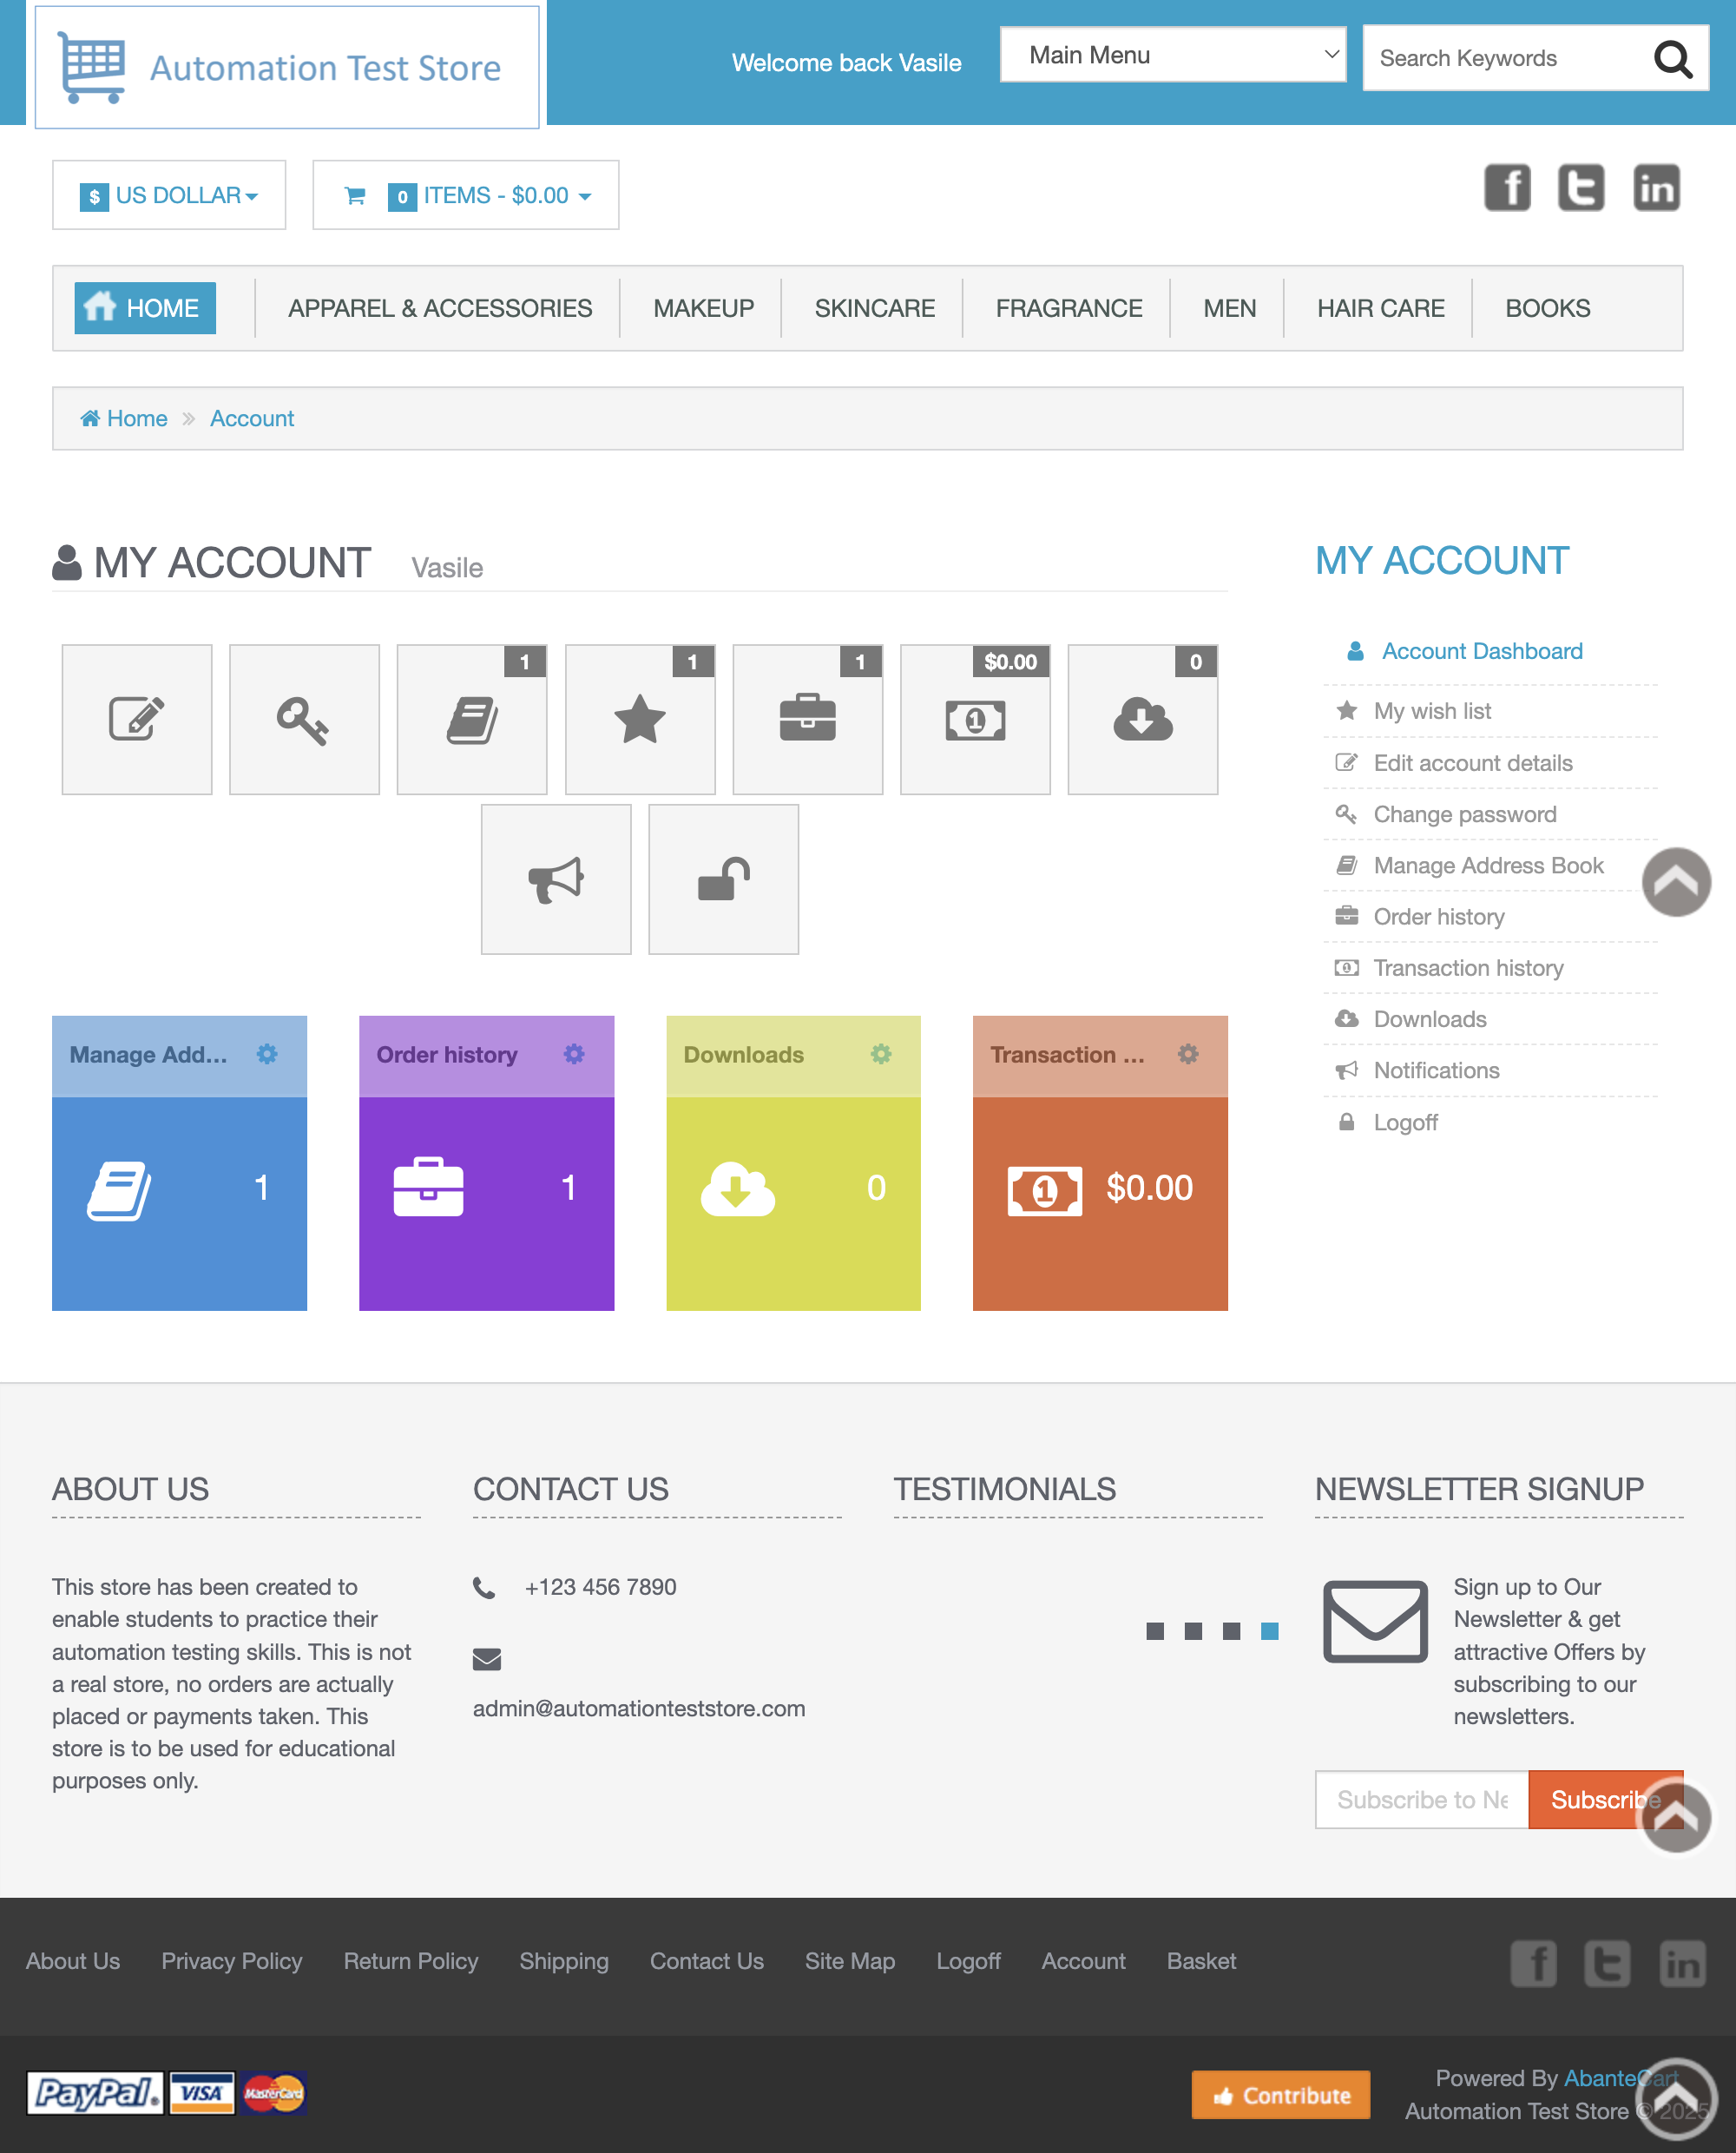 Automation Test Store
Welcome back Vasile
Main Menu
Search Keywords
$ US DOLLAR
0 ITEMS - $0.00
HOME
APPAREL & ACCESSORIES
MAKEUP
SKINCARE
FRAGRANCE
MEN
HAIR CARE
BOOKS
Home » Account
MY ACCOUNT Vasile
1
1
1
$0.00
0
Manage Add...
1
Order history
1
Downloads
0
Transaction ...
$0.00
MY ACCOUNT
Account Dashboard
My wish list
Edit account details
Change password
Manage Address Book
Order history
Transaction history
Downloads
Notifications
Logoff
ABOUT US
This store has been created to
enable students to practice their
automation testing skills. This is not
a real store, no orders are actually
placed or payments taken. This
store is to be used for educational
purposes only.
CONTACT US
+123 456 7890
admin@automationteststore.com
TESTIMONIALS
NEWSLETTER SIGNUP
Sign up to Our
Newsletter & get
attractive Offers by
subscribing to our
newsletters.
Subscribe to Ne
Subscribe
About Us
Privacy Policy
Return Policy
Shipping
Contact Us
Site Map
Logoff
Account
Basket
PayPal
VISA
MasterCard
Contribute
Powered By AbanteCart
Automation Test Store © 2025